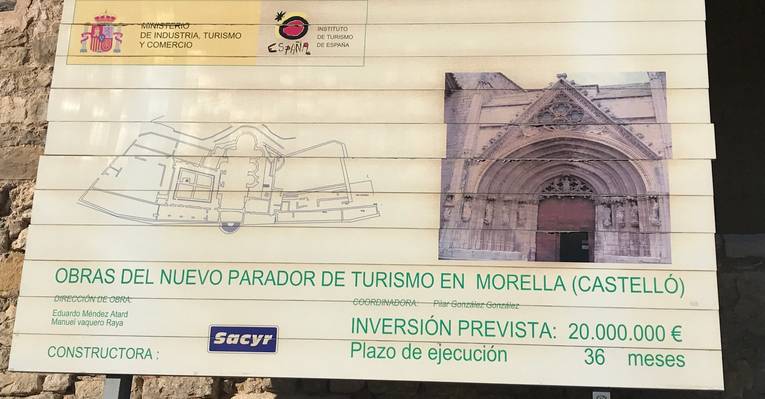 MINISTERIO
DE INDUSTRIA, TURISMO
Y COMERCIO
ESPAÑA
INSTITUTO
DE TURISMO
DE ESPAÑA
OBRAS DEL NUEVO PARADOR DE TURISMO EN MORELLA (CASTELLÓ)
DIRECCIÓN DE OBRA:
Eduardo Méndez Atard
Manuel vaquero Raya
COORDINADORA: Pilar González González
INVERSIÓN PREVISTA: 20.000.000 €
CONSTRUCTORA : Sacyr
Plazo de ejecución 36 meses